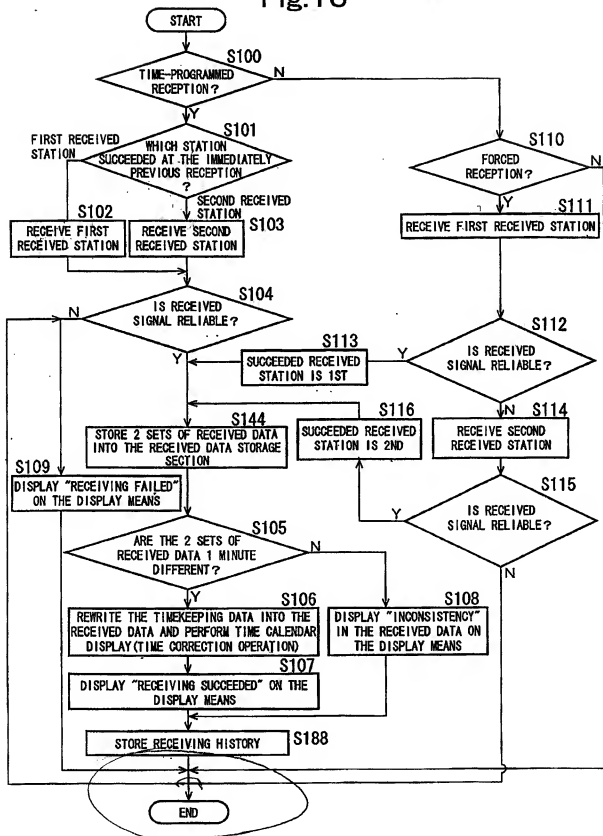 Fig.18
START
S100
TIME-PROGRAMMED
RECEPTION?
N
Y
S101
FIRST RECEIVED
STATION
WHICH STATION
SUCCEEDED AT THE IMMEDIATELY
PREVIOUS RECEPTION
?
S110
FORCED
RECEPTION?
N
Y
SECOND RECEIVED
STATION
S102
RECEIVE FIRST
RECEIVED STATION
S103
RECEIVE SECOND
RECEIVED STATION
S111
RECEIVE FIRST RECEIVED STATION
S104
N
IS RECEIVED
SIGNAL RELIABLE?
Y
S112
IS RECEIVED
SIGNAL RELIABLE?
Y
N
S113
SUCCEEDED RECEIVED
STATION IS 1ST
S116
SUCCEEDED RECEIVED
STATION IS 2ND
S114
RECEIVE SECOND
RECEIVED STATION
S144
STORE 2 SETS OF RECEIVED DATA
INTO THE RECEIVED DATA STORAGE
SECTION
S109
DISPLAY "RECEIVING FAILED"
ON THE DISPLAY MEANS
S115
IS RECEIVED
SIGNAL RELIABLE?
Y
N
S105
ARE THE 2 SETS OF
RECEIVED DATA 1 MINUTE
DIFFERENT?
N
Y
S106
REWRITE THE TIMEKEEPING DATA INTO THE
RECEIVED DATA AND PERFORM TIME CALENDAR
DISPLAY(TIME CORRECTION OPERATION)
S108
DISPLAY "INCONSISTENCY"
IN THE RECEIVED DATA ON
THE DISPLAY MEANS
S107
DISPLAY "RECEIVING SUCCEEDED" ON THE
DISPLAY MEANS
STORE RECEIVING HISTORY
S188
END